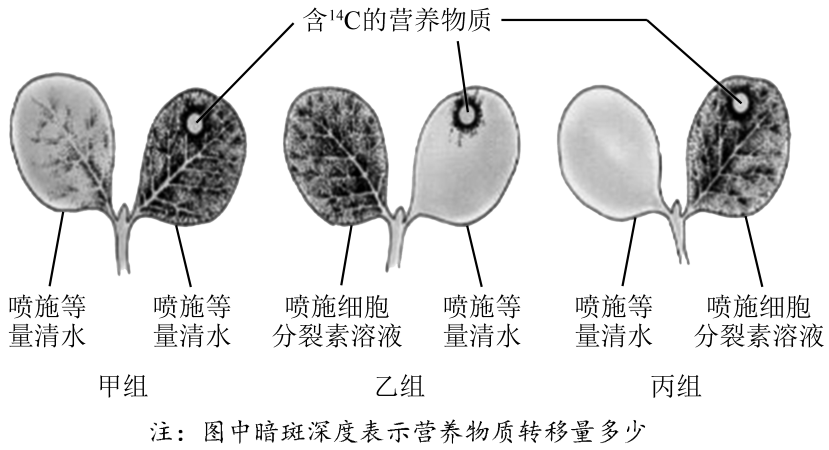 含¹⁴C的营养物质
喷施等
量清水
喷施等
量清水
喷施细胞
分裂素溶液
喷施等
量清水
喷施等
量清水
喷施细胞
分裂素溶液
甲组
乙组
丙组
注：图中暗斑深度表示营养物质转移量多少